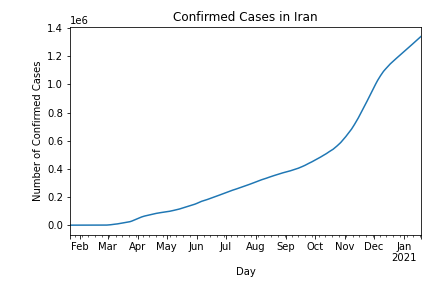 Confirmed Cases in Iran
1e6
1.4
1.2
1.0
0.8
0.6
0.4
0.2
0.0
Number of Confirmed Cases
Feb Mar Apr May Jun Jul Aug Sep Oct Nov Dec Jan
2021
Day